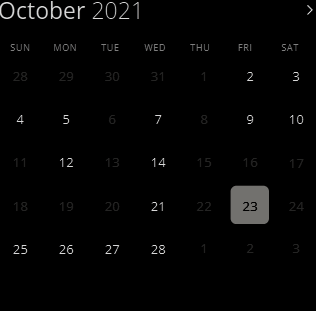 October 2021
SUN MON TUE WED THU FRI SAT
28 29 30 31 1 2 3
4 5 6 7 8 9 10
11 12 13 14 15 16 17
18 19 20 21 22 23 24
25 26 27 28 1 2 3